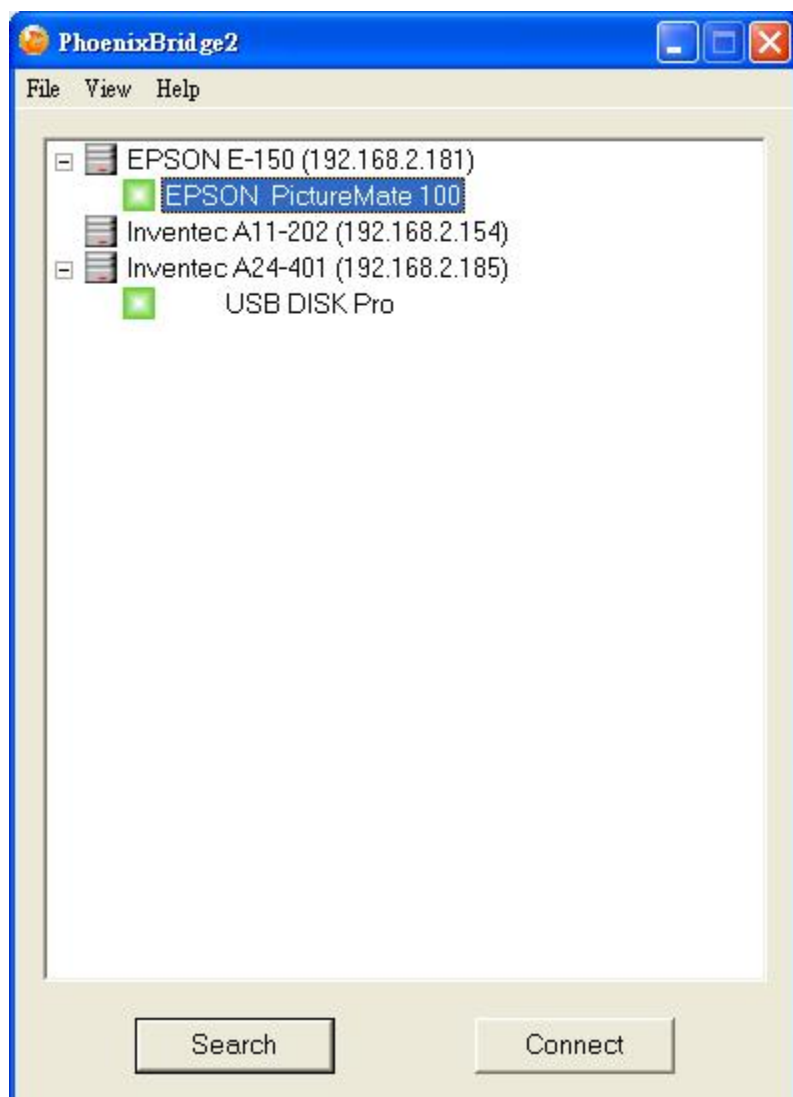 PhoenixBridge2
File View Help
EPSON E-150 (192.168.2.181)
EPSON PictureMate 100
Inventec A11-202 (192.168.2.154)
Inventec A24-401 (192.168.2.185)
USB DISK Pro
Search Connect